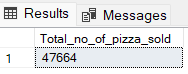 Results Messages
Total_no_of_pizza_sold
1 47664